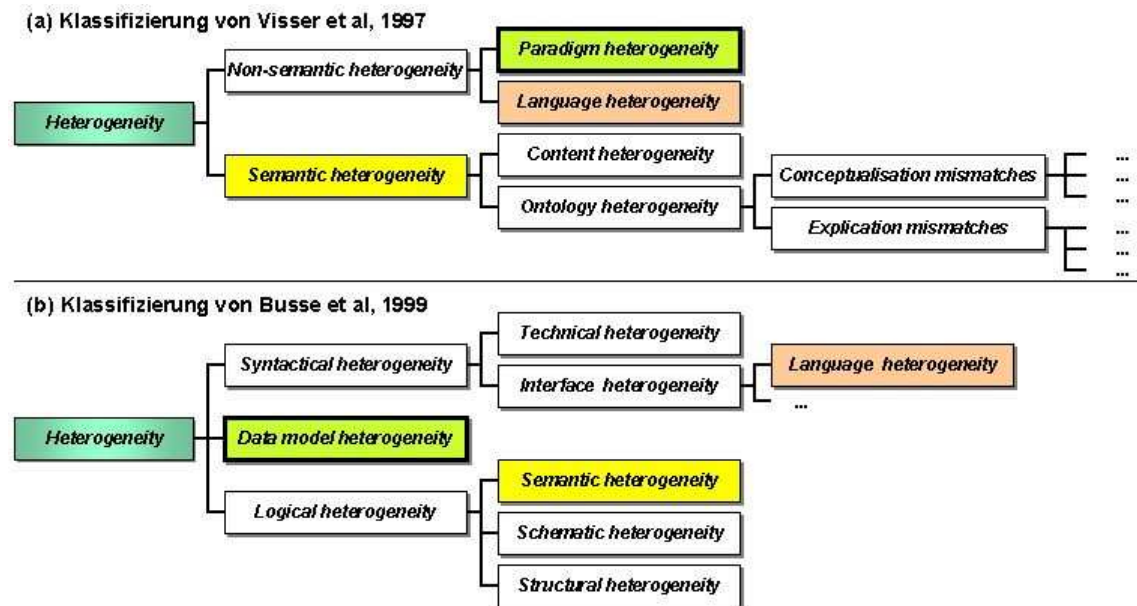 (a) Klassifizierung von Visser et al, 1997
Paradigm heterogeneity
Non-semantic heterogeneity
Language heterogeneity
Heterogeneity
Content heterogeneity
...
Semantic heterogeneity
Conceptualisation mismatches
...
...
Ontology heterogeneity
Explication mismatches
...
...
...
(b) Klassifizierung von Busse et al, 1999
Technical heterogeneity
Syntactical heterogeneity
Language heterogeneity
Interface heterogeneity
...
Heterogeneity
Data model heterogeneity
Semantic heterogeneity
Logical heterogeneity
Schematic heterogeneity
Structural heterogeneity